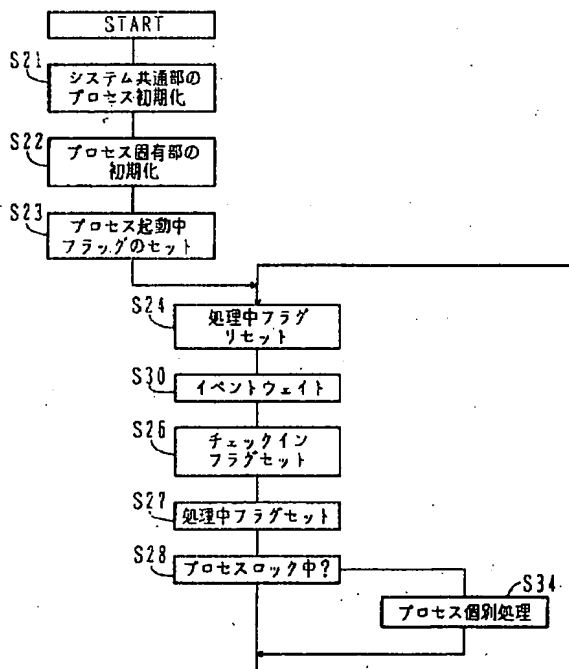 START
S21
システム共通部の
プロセス初期化
S22
プロセス固有部の
初期化
S23
プロセス起動中
フラッグのセット
S24
処理中フラグ
リセット
S30
イベントウェイト
S26
チェックイン
フラグセット
S27
処理中フラグセット
S28
プロセスロック中?
S34
プロセス個別処理